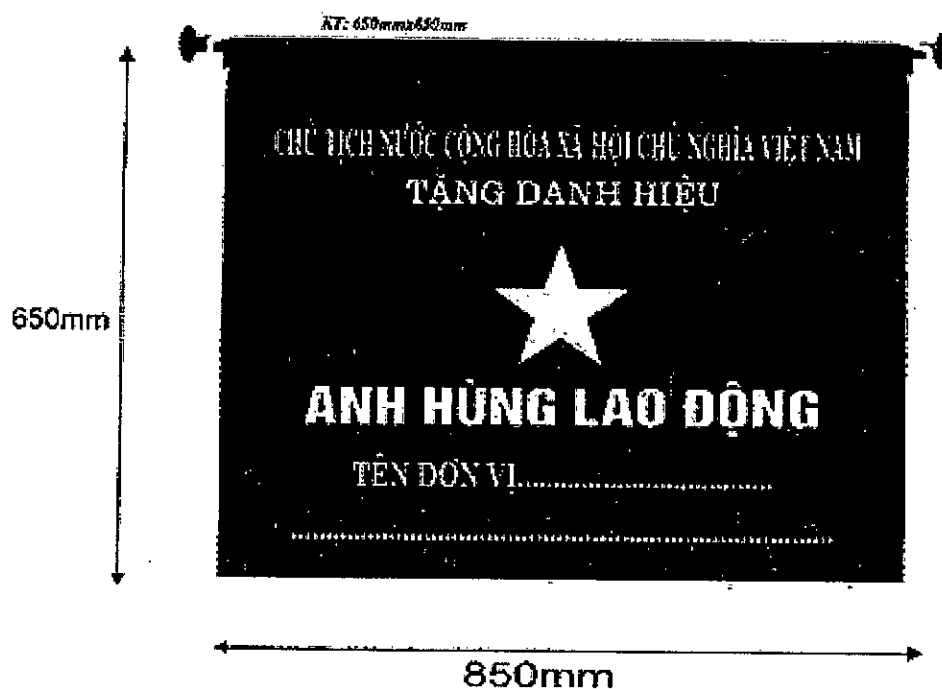 KT: 650mmx850mm
CHỦ TỊCH NƯỚC CỘNG HÒA XÃ HỘI CHỦ NGHĨA VIỆT NAM
TẶNG DANH HIỆU
650mm
ANH HÙNG LAO ĐỘNG
TÊN ĐƠN VỊ.......................................
................................................................................
850mm